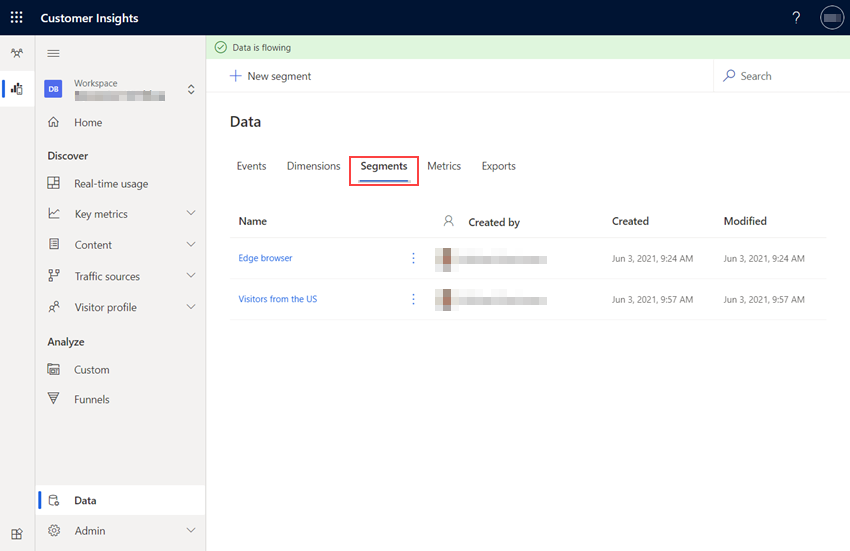 Customer Insights
?
Data is flowing
DB
Workspace
New segment
Search
Home
Data
Discover
Events Dimensions Segments Metrics Exports
Real-time usage
Key metrics
Name Created by Created Modified
Content
Edge browser Jun 3, 2021, 9:24 AM Jun 3, 2021, 9:24 AM
Traffic sources
Visitors from the US Jun 3, 2021, 9:57 AM Jun 3, 2021, 9:57 AM
Visitor profile
Analyze
Custom
Funnels
Data
Admin